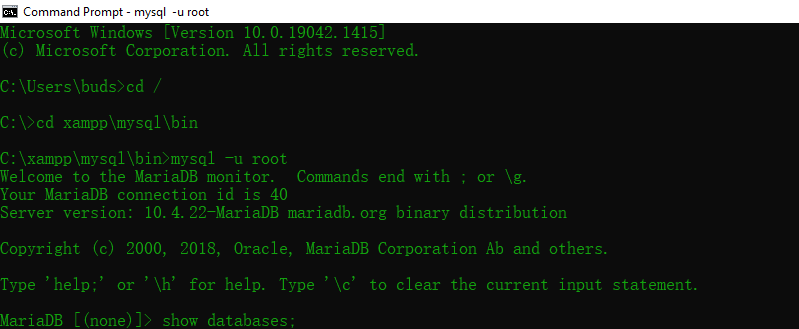 Command Prompt - mysql  -u root
Microsoft Windows [Version 10.0.19042.1415]
(c) Microsoft Corporation. All rights reserved.
C:\Users\buds>cd /
C:\>cd xampp\mysql\bin
C:\xampp\mysql\bin>mysql -u root
Welcome to the MariaDB monitor.  Commands end with ; or \g.
Your MariaDB connection id is 40
Server version: 10.4.22-MariaDB mariadb.org binary distribution
Copyright (c) 2000, 2018, Oracle, MariaDB Corporation Ab and others.
Type 'help;' or '\h' for help. Type '\c' to clear the current input statement.
MariaDB [(none)]> show databases;